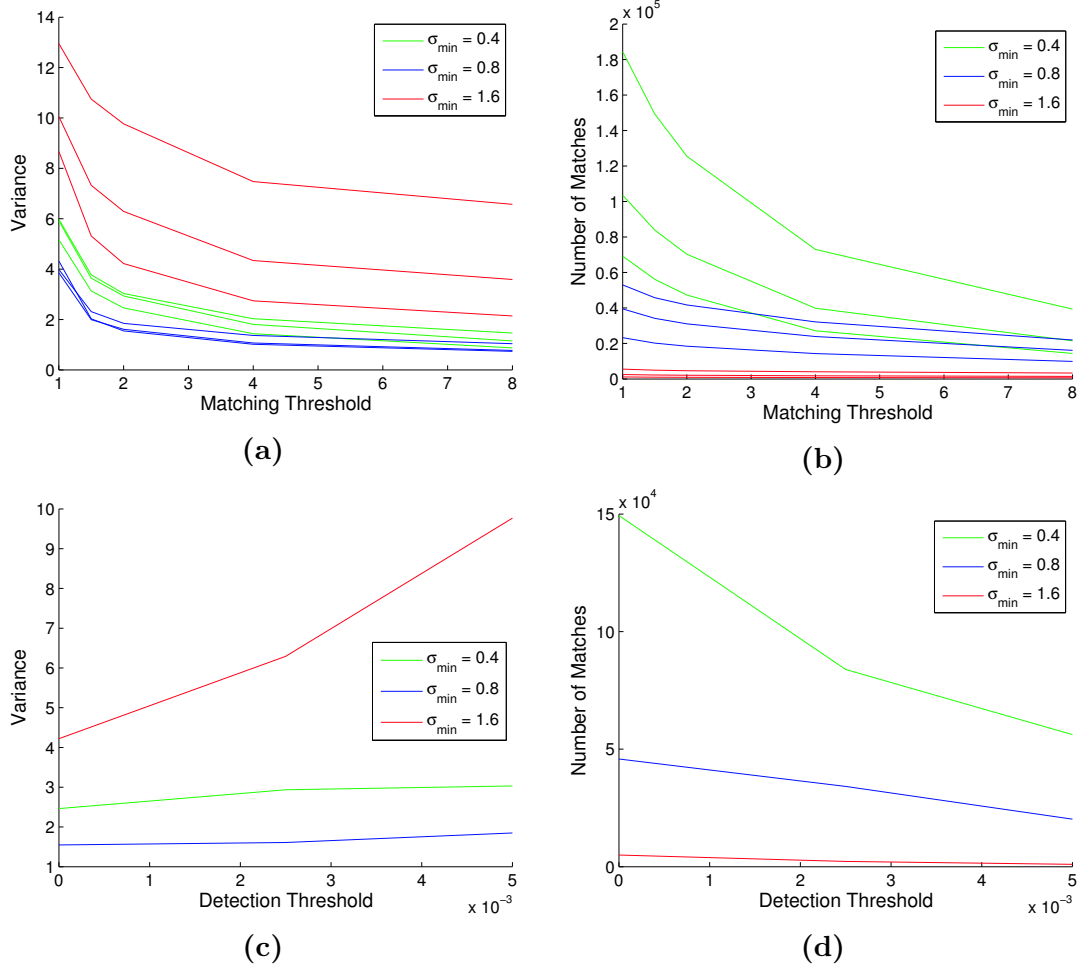 14
12
10
8
6
4
2
0
Variance
1 2 3 4 5 6 7 8
Matching Threshold
σmin = 0.4
σmin = 0.8
σmin = 1.6
(a)
x 10^5
2
1.8
1.6
1.4
1.2
1
0.8
0.6
0.4
0.2
0
Number of Matches
1 2 3 4 5 6 7 8
Matching Threshold
σmin = 0.4
σmin = 0.8
σmin = 1.6
(b)
10
9
8
7
6
5
4
3
2
1
Variance
0 1 2 3 4 5
Detection Threshold
x 10^−3
σmin = 0.4
σmin = 0.8
σmin = 1.6
(c)
x 10^4
15
10
5
0
Number of Matches
0 1 2 3 4 5
Detection Threshold
x 10^−3
σmin = 0.4
σmin = 0.8
σmin = 1.6
(d)